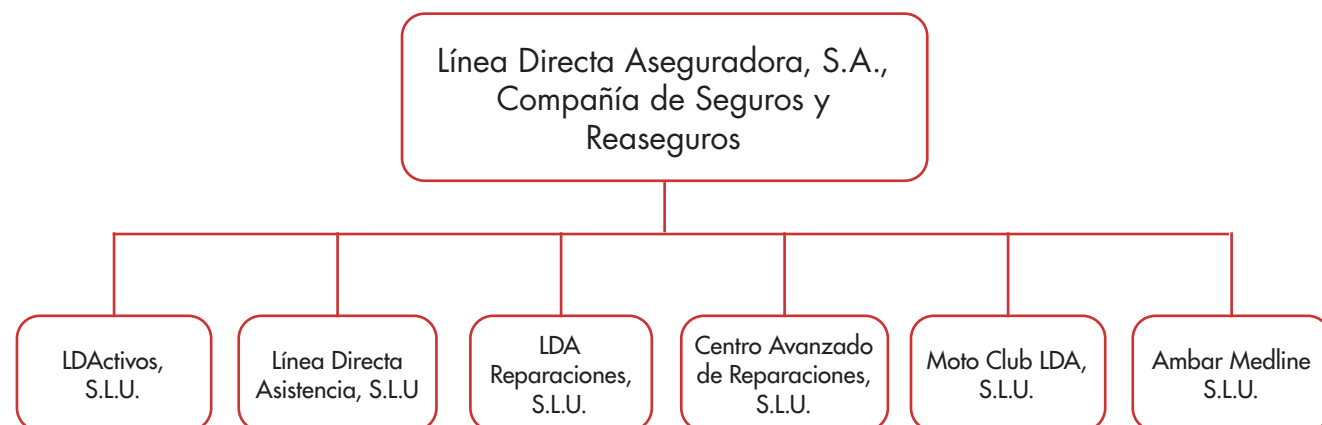 Línea Directa Aseguradora, S.A.,
Compañía de Seguros y
Reaseguros
LDActivos,
S.L.U.
Línea Directa
Asistencia, S.L.U
LDA
Reparaciones,
S.L.U.
Centro Avanzado
de Reparaciones,
S.L.U.
Moto Club LDA,
S.L.U.
Ambar Medline
S.L.U.